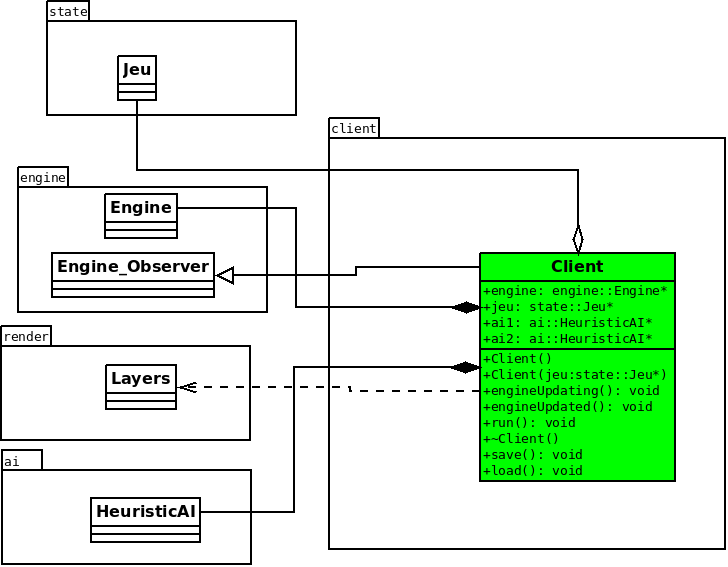 state
Jeu
client
engine
Engine
Engine_Observer
Client
+engine: engine::Engine*
+jeu: state::Jeu*
+ai1: ai::HeuristicAI*
+ai2: ai::HeuristicAI*
+Client()
+Client(jeu:state::Jeu*)
+engineUpdating(): void
+engineUpdated(): void
+run(): void
+~Client()
+save(): void
+load(): void
render
Layers
ai
HeuristicAI